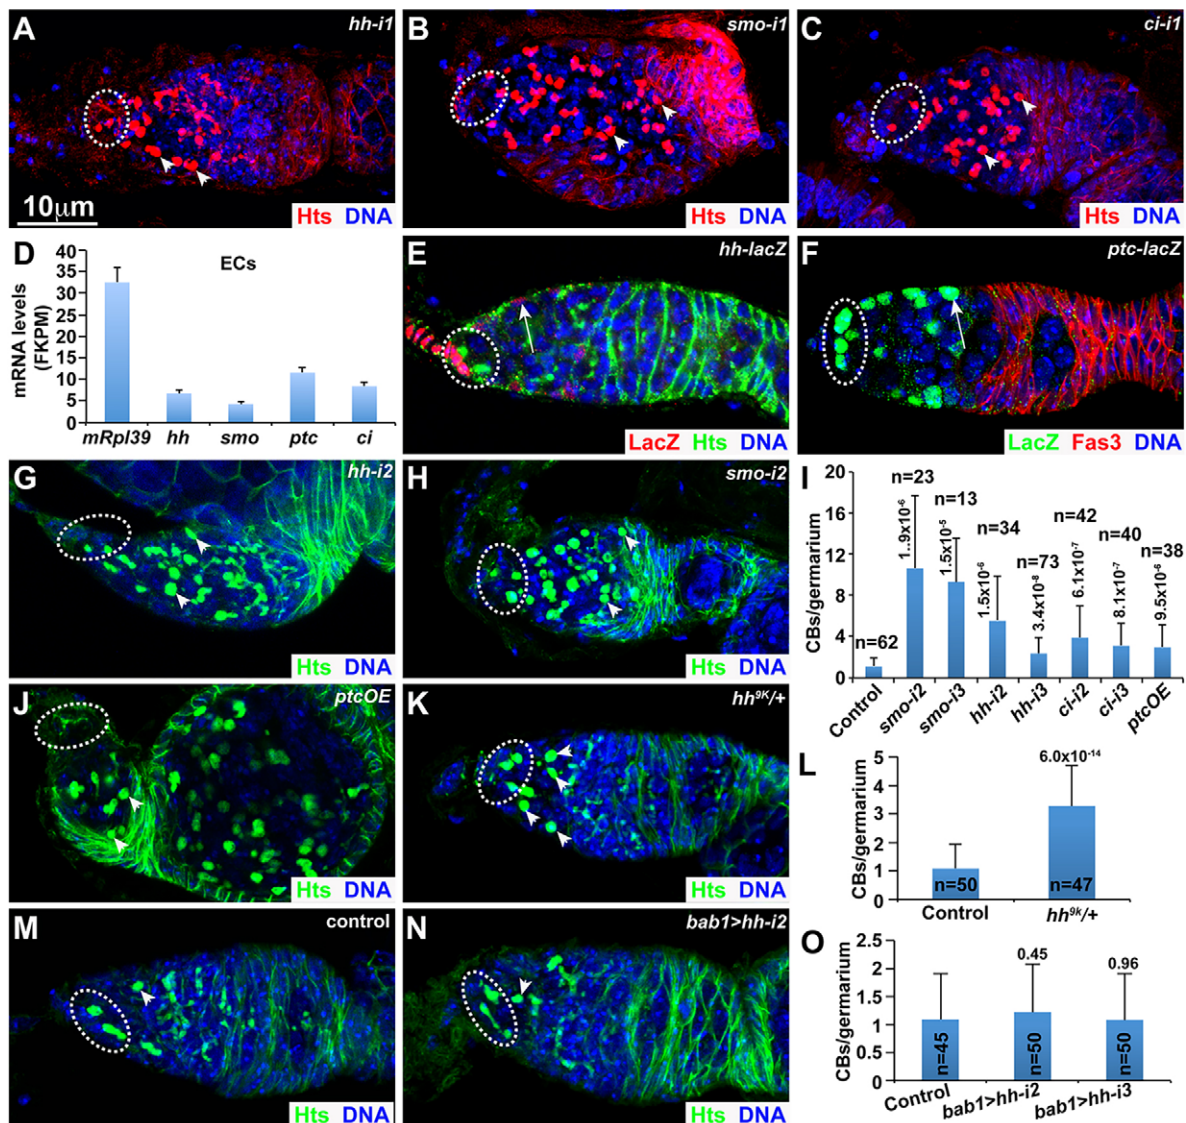 A hh-i1
10μm
Hts DNA
B smo-i1
Hts DNA
C ci-i1
Hts DNA
D ECs
mRNA levels
(FKPM)
40
35
30
25
20
15
10
5
0
mRpl39 hh smo ptc ci
E hh-lacZ
LacZ Hts DNA
F ptc-lacZ
LacZ Fas3 DNA
G hh-i2
Hts DNA
H smo-i2
Hts DNA
I
CBs/germarium
20
16
12
8
4
0
n=62
n=23
1..9x10⁻⁶
n=13
1.5x10⁻⁵
n=34
1.5x10⁻⁶
n=73
3.4x10⁻⁸
n=42
6.1x10⁻⁷
n=40
8.1x10⁻⁷
n=38
9.5x10⁻⁶
Control smo-i2 smo-i3 hh-i2 hh-i3 ci-i2 ci-i3 ptcOE
J ptcOE
Hts DNA
K hh⁹ᴷ/+
Hts DNA
L
CBs/germarium
5
4
3
2
1
0
6.0x10⁻¹⁴
n=50 n=47
Control hh⁹ᵏ/+
M control
Hts DNA
N bab1>hh-i2
Hts DNA
O
CBs/germarium
2.5
2
1.5
1
0.5
0
0.45 0.96
n=45 n=50 n=50
Control bab1>hh-i2 bab1>hh-i3